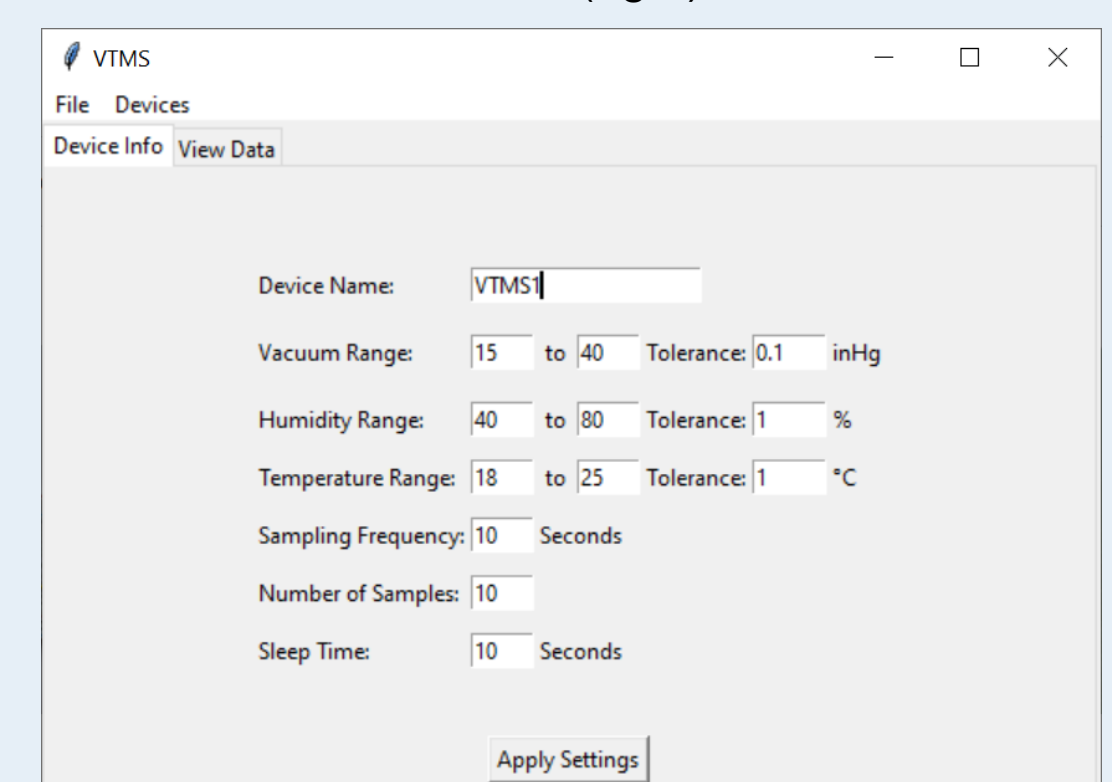 VTMS
File Devices
Device Info View Data
Device Name: VTMS1
Vacuum Range: 15 to 40 Tolerance: 0.1 inHg
Humidity Range: 40 to 80 Tolerance: 1 %
Temperature Range: 18 to 25 Tolerance: 1 °C
Sampling Frequency: 10 Seconds
Number of Samples: 10
Sleep Time: 10 Seconds
Apply Settings